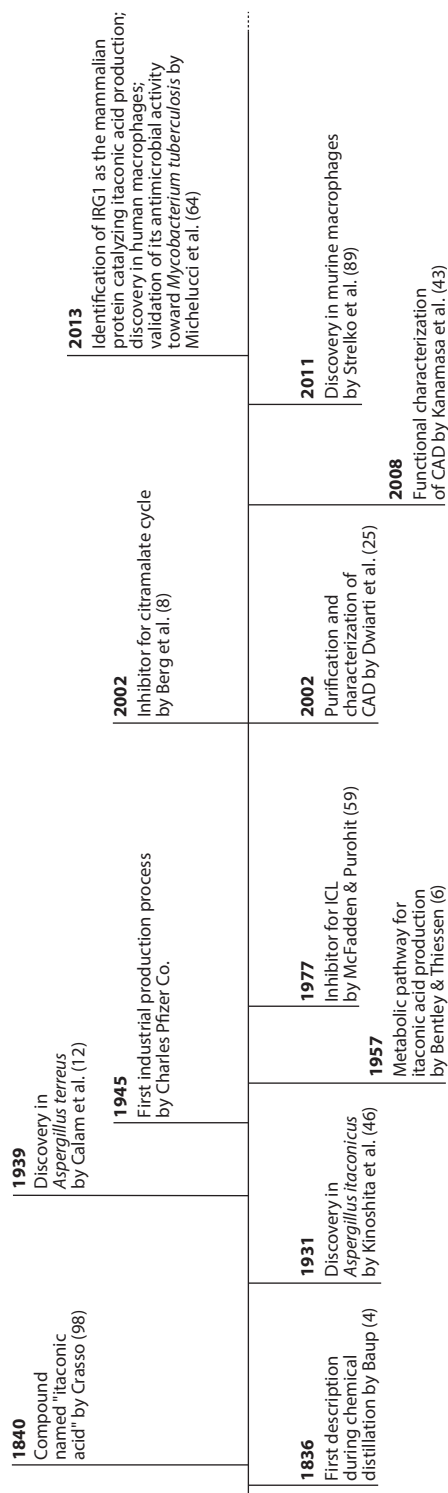 1840
Compound
named "itaconic
acid" by Crasso (98)
1939
Discovery in
Aspergillus terreus
by Calam et al. (12)
1945
First industrial production process
by Charles Pfizer Co.
2002
Inhibitor for citramalate cycle
by Berg et al. (8)
2013
Identification of IRG1 as the mammalian
protein catalyzing itaconic acid production;
discovery in human macrophages;
validation of its antimicrobial activity
toward Mycobacterium tuberculosis by
Michelucci et al. (64)
1836
First description
during chemical
distillation by Baup (4)
1931
Discovery in
Aspergillus itaconicus
by Kinoshita et al. (46)
1957
Metabolic pathway for
itaconic acid production
by Bentley & Thiessen (6)
1977
Inhibitor for ICL
by McFadden & Purohit (59)
2002
Purification and
characterization of
CAD by Dwiarti et al. (25)
2008
Functional characterization
of CAD by Kanamasa et al. (43)
2011
Discovery in murine macrophages
by Strelko et al. (89)